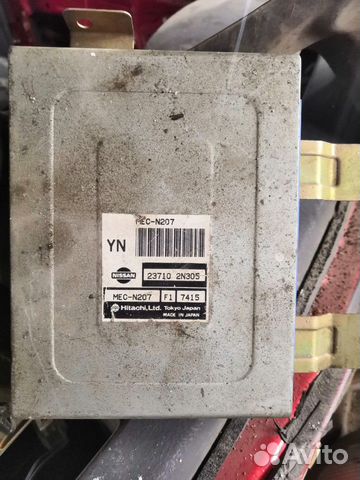 MEC-N207
YN
NISSAN
23710 2N305
MEC-N207 F1 7415
Hitachi,Ltd. Tokyo Japan
MADE IN JAPAN
Avito